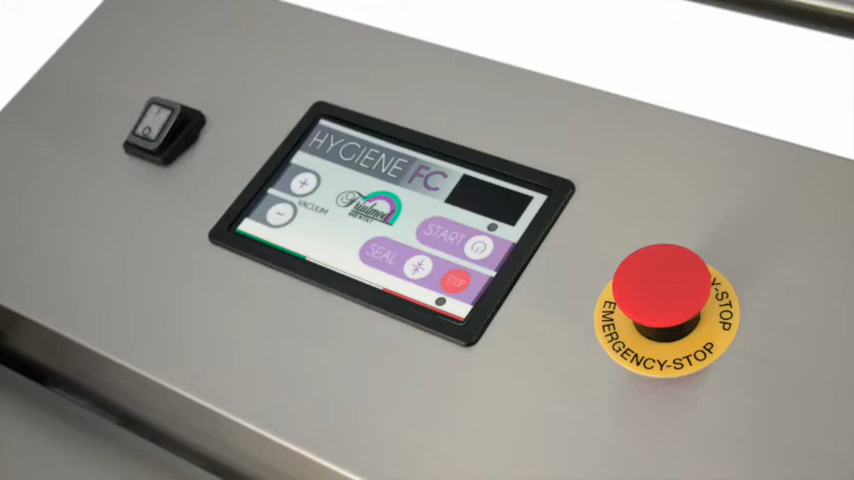 HYGIENE FC
+
VACUUM
−
START
SEAL
STOP
EMERGENCY-STOP
Y-STOP